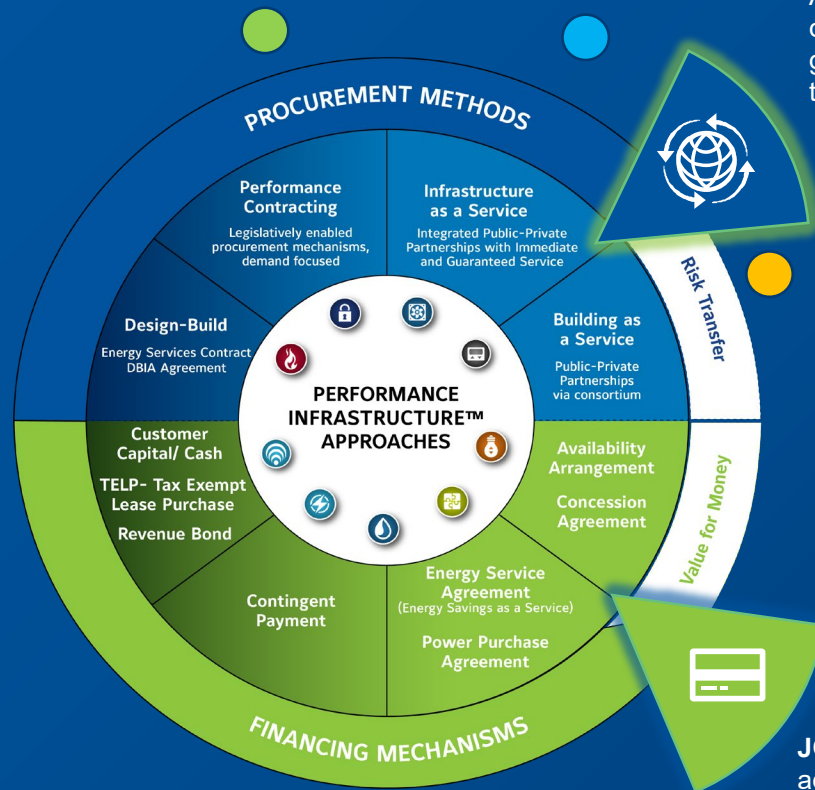 PROCUREMENT METHODS
Performance
Contracting
Legislatively enabled
procurement mechanisms,
demand focused
Infrastructure
as a Service
Integrated Public-Private
Partnerships with Immediate
and Guaranteed Service
Design-Build
Energy Services Contract
DBIA Agreement
Building as
a Service
Public-Private
Partnerships
via consortium
Risk Transfer
PERFORMANCE
INFRASTRUCTURE™
APPROACHES
Customer
Capital/ Cash
TELP- Tax Exempt
Lease Purchase
Revenue Bond
Availability
Arrangement
Concession
Agreement
Value for Money
Contingent
Payment
Energy Service
Agreement
(Energy Savings as a Service)
Power Purchase
Agreement
FINANCING MECHANISMS